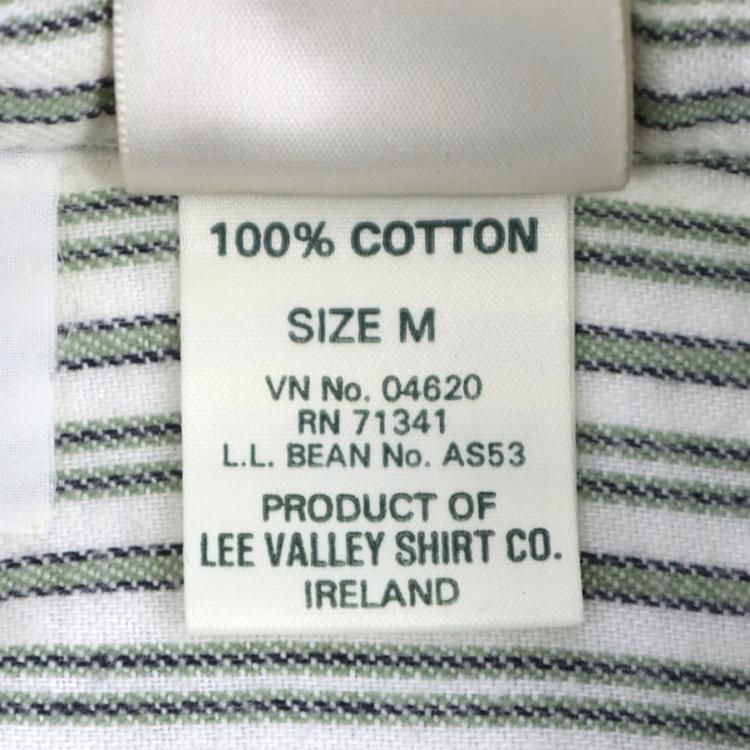 100% COTTON
SIZE M
VN No. 04620
RN 71341
L.L. BEAN No. AS53
PRODUCT OF
LEE VALLEY SHIRT CO.
IRELAND